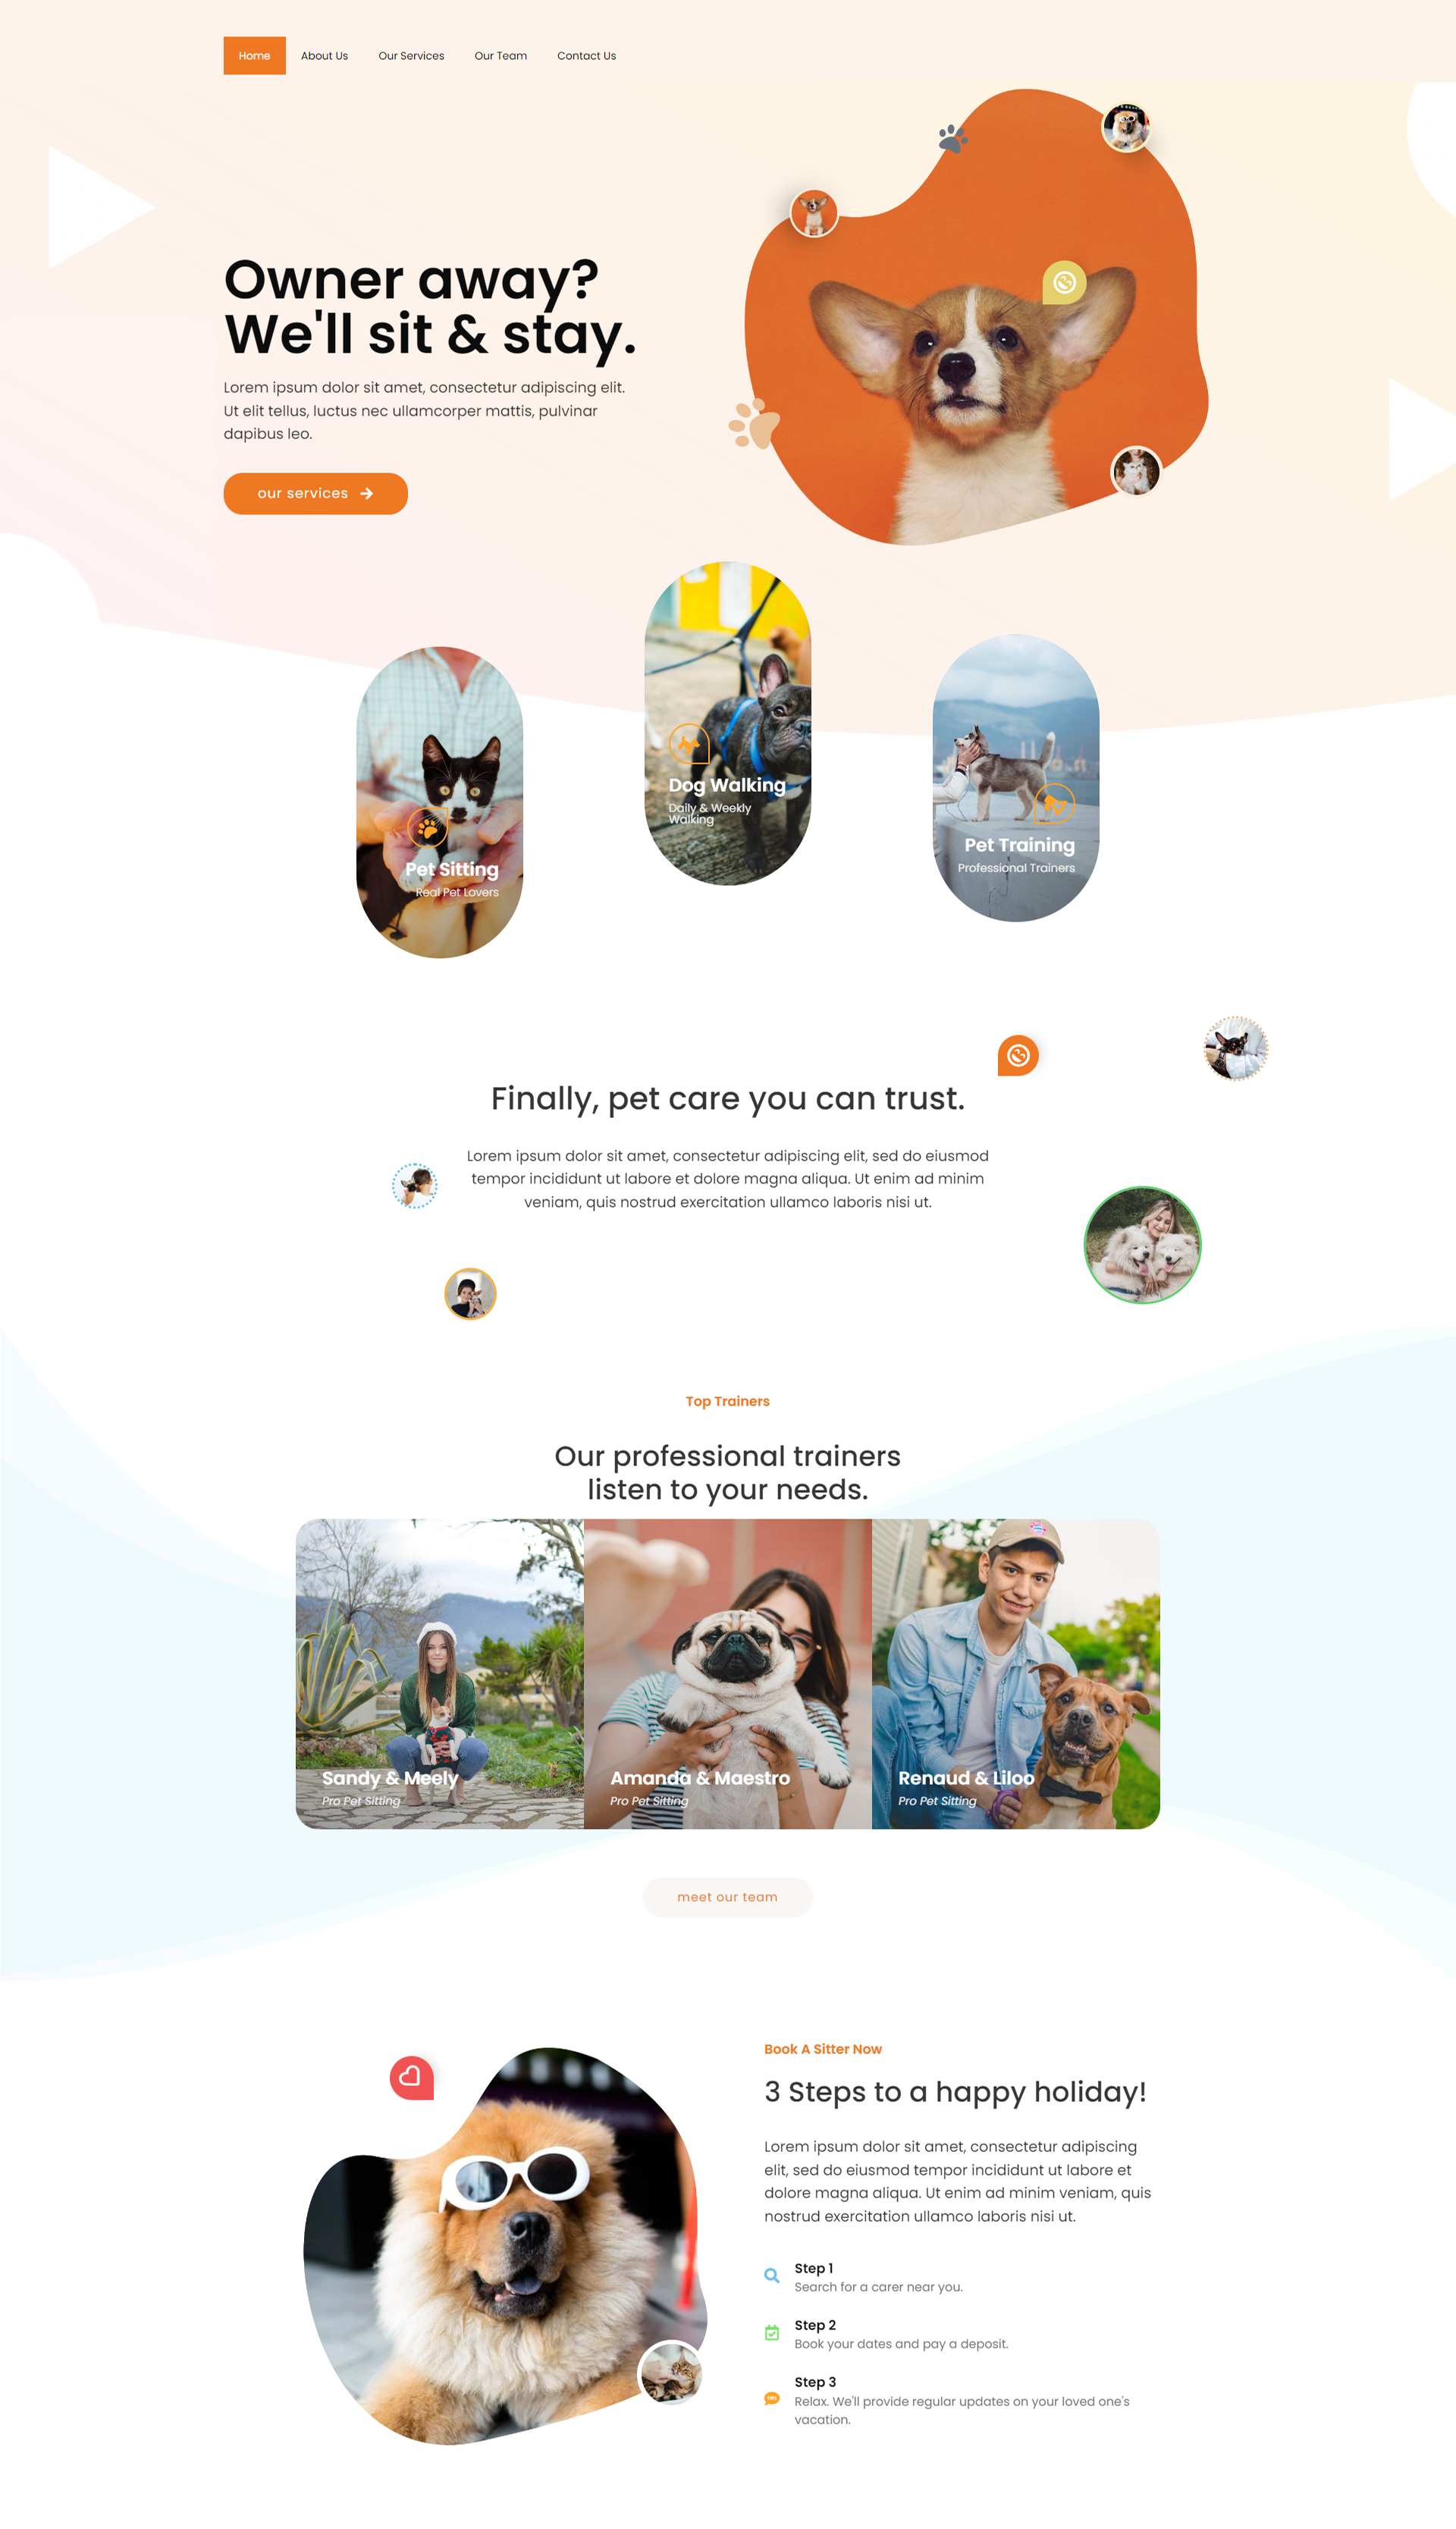 Home
About Us
Our Services
Our Team
Contact Us
Owner away?
We'll sit & stay.
Lorem ipsum dolor sit amet, consectetur adipiscing elit.
Ut elit tellus, luctus nec ullamcorper mattis, pulvinar
dapibus leo.
our services
Pet Sitting
Real Pet Lovers
Dog Walking
Daily & Weekly
Walking
Pet Training
Professional Trainers
Finally, pet care you can trust.
Lorem ipsum dolor sit amet, consectetur adipiscing elit, sed do eiusmod
tempor incididunt ut labore et dolore magna aliqua. Ut enim ad minim
veniam, quis nostrud exercitation ullamco laboris nisi ut.
Top Trainers
Our professional trainers
listen to your needs.
Sandy & Meely
Pro Pet Sitting
Amanda & Maestro
Pro Pet Sitting
Renaud & Liloo
Pro Pet Sitting
meet our team
Book A Sitter Now
3 Steps to a happy holiday!
Lorem ipsum dolor sit amet, consectetur adipiscing
elit, sed do eiusmod tempor incididunt ut labore et
dolore magna aliqua. Ut enim ad minim veniam, quis
nostrud exercitation ullamco laboris nisi ut.
Step 1
Search for a carer near you.
Step 2
Book your dates and pay a deposit.
Step 3
Relax. We'll provide regular updates on your loved one's
vacation.